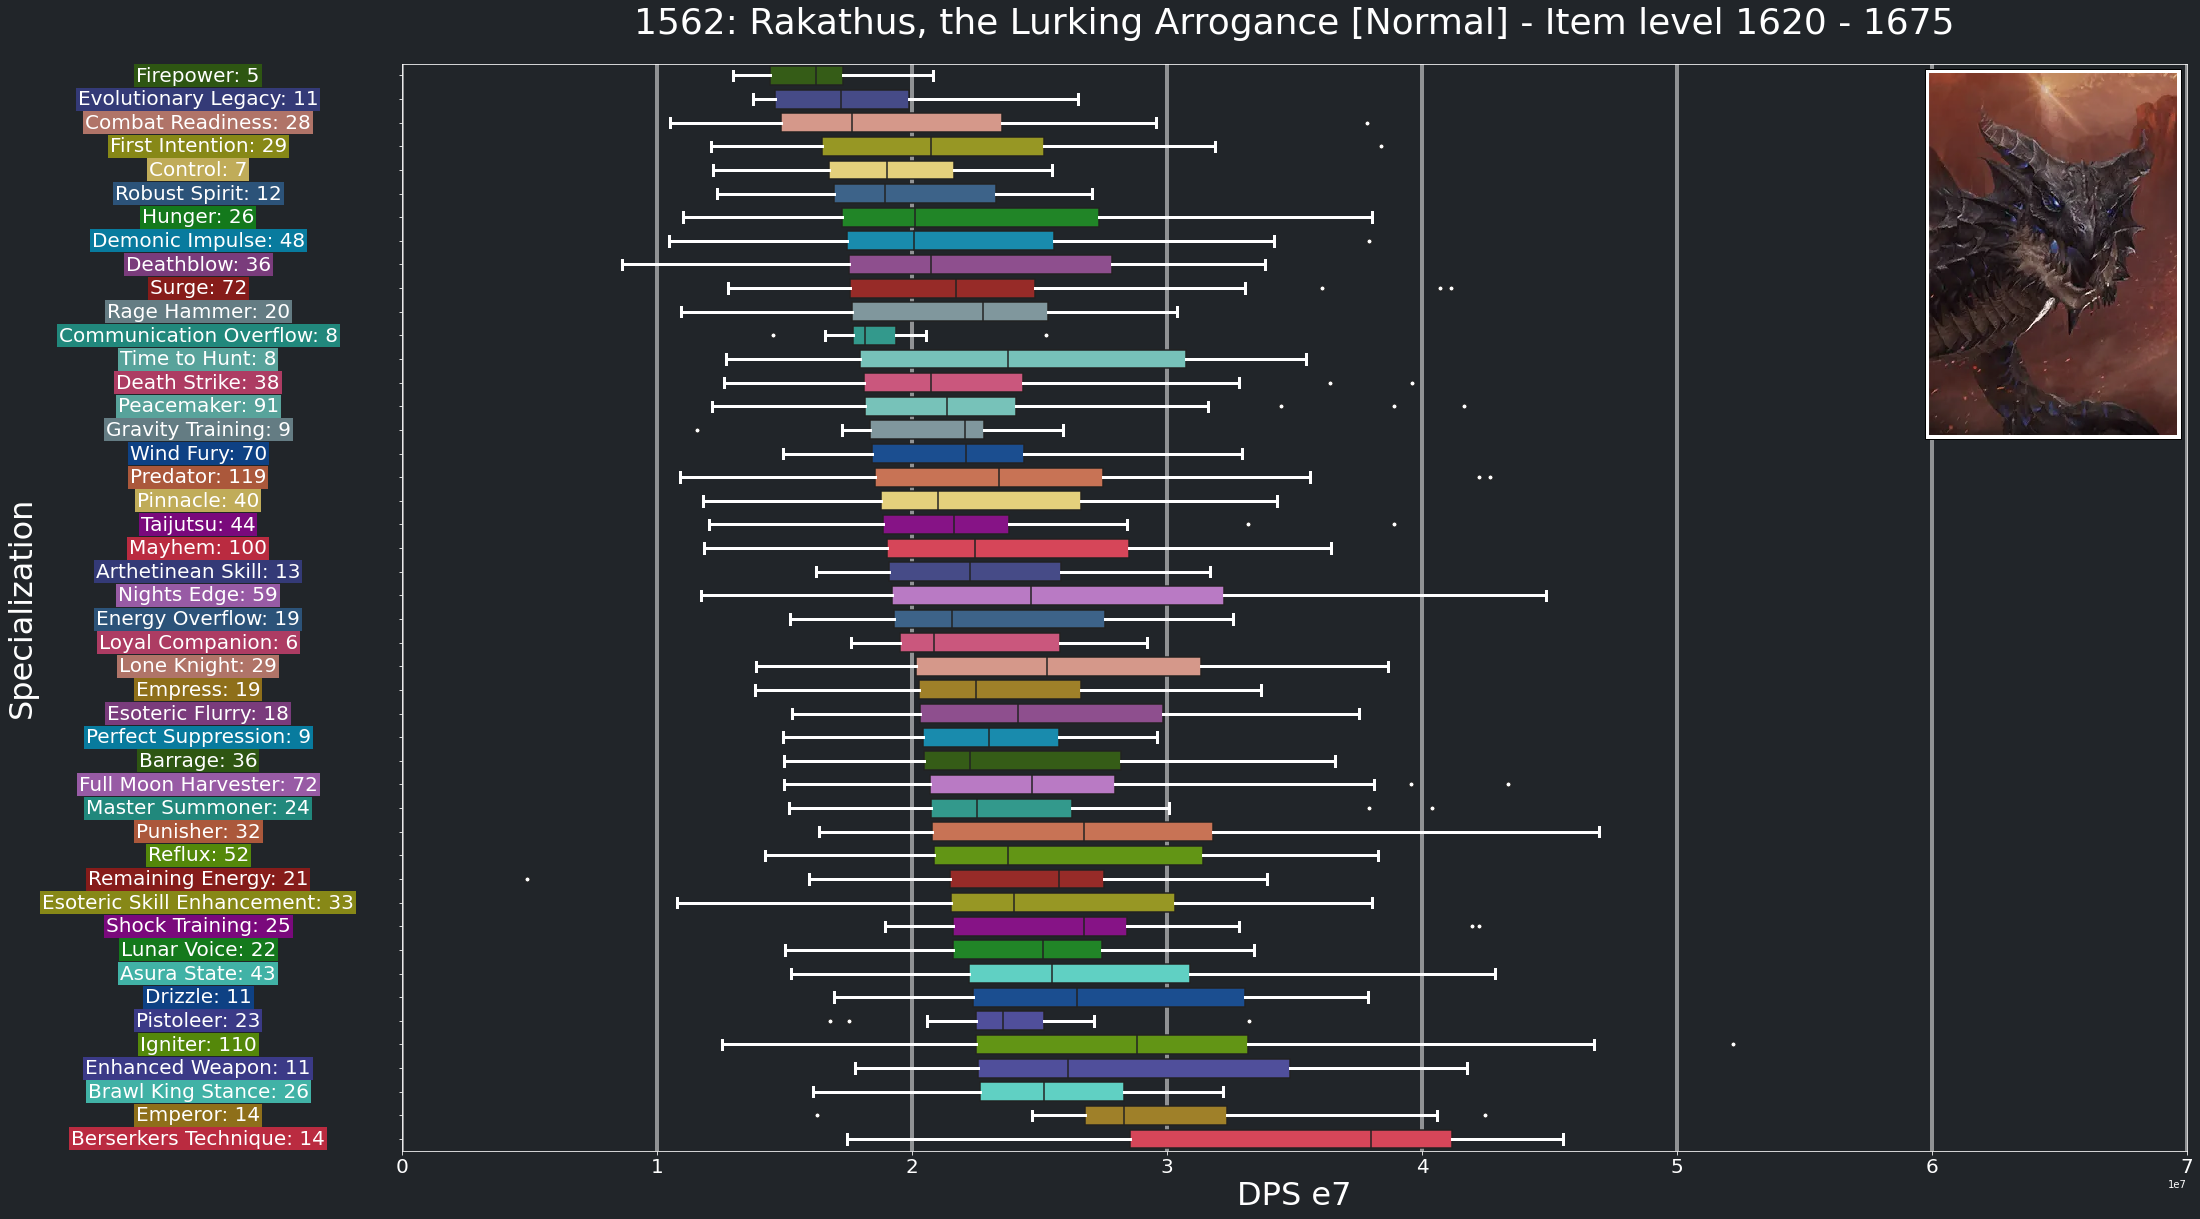 1562: Rakathus, the Lurking Arrogance [Normal] - Item level 1620 - 1675
Specialization
Firepower: 5
Evolutionary Legacy: 11
Combat Readiness: 28
First Intention: 29
Control: 7
Robust Spirit: 12
Hunger: 26
Demonic Impulse: 48
Deathblow: 36
Surge: 72
Rage Hammer: 20
Communication Overflow: 8
Time to Hunt: 8
Death Strike: 38
Peacemaker: 91
Gravity Training: 9
Wind Fury: 70
Predator: 119
Pinnacle: 40
Taijutsu: 44
Mayhem: 100
Arthetinean Skill: 13
Nights Edge: 59
Energy Overflow: 19
Loyal Companion: 6
Lone Knight: 29
Empress: 19
Esoteric Flurry: 18
Perfect Suppression: 9
Barrage: 36
Full Moon Harvester: 72
Master Summoner: 24
Punisher: 32
Reflux: 52
Remaining Energy: 21
Esoteric Skill Enhancement: 33
Shock Training: 25
Lunar Voice: 22
Asura State: 43
Drizzle: 11
Pistoleer: 23
Igniter: 110
Enhanced Weapon: 11
Brawl King Stance: 26
Emperor: 14
Berserkers Technique: 14
0 1 2 3 4 5 6 7
1e7
DPS e7